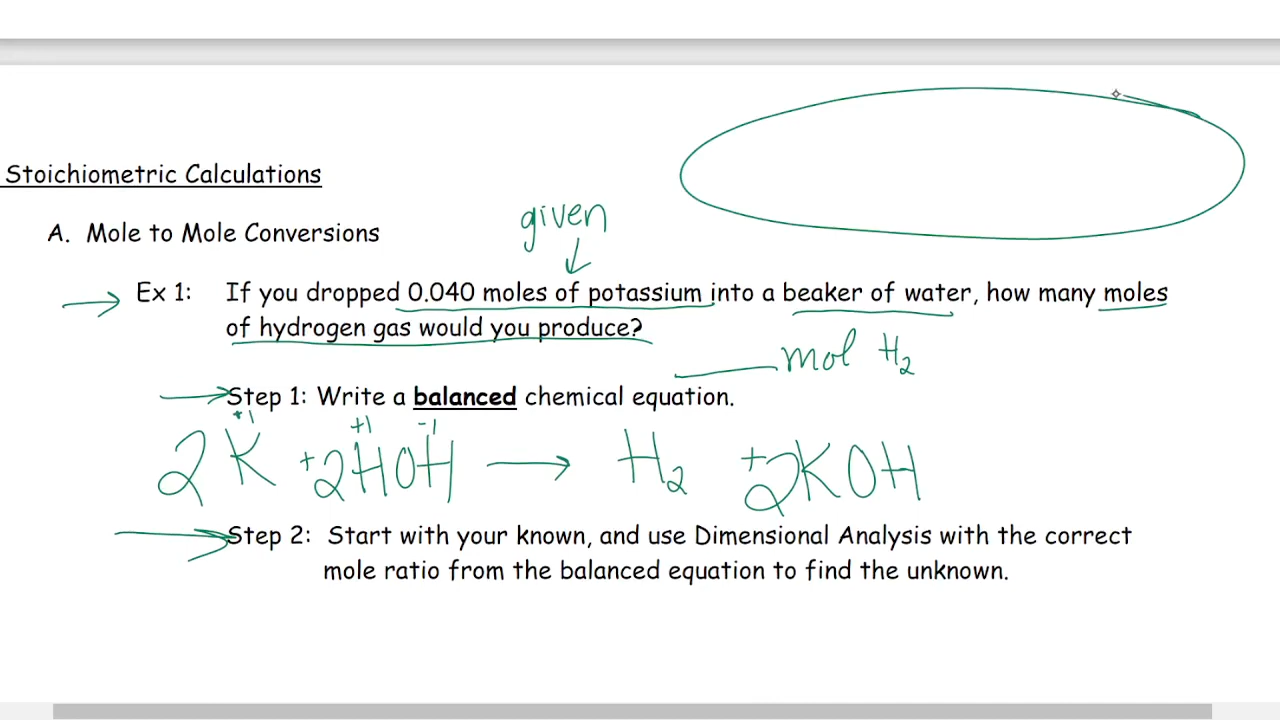 Stoichiometric Calculations
given
A. Mole to Mole Conversions
Ex 1: If you dropped 0.040 moles of potassium into a beaker of water, how many moles
of hydrogen gas would you produce?
mol H₂
Step 1: Write a balanced chemical equation.
+1 +1 -1
2K +2HOH → H₂ +2KOH
Step 2: Start with your known, and use Dimensional Analysis with the correct
mole ratio from the balanced equation to find the unknown.